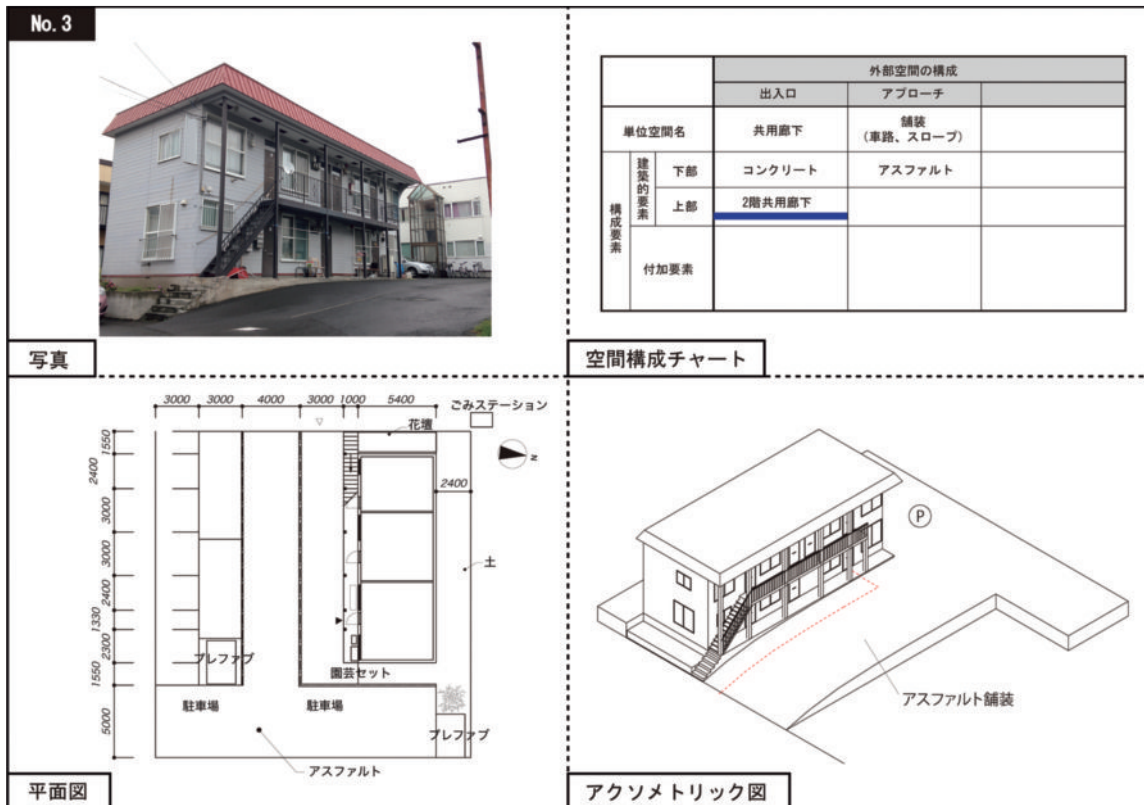 No. 3
写真
外部空間の構成
出入口
アプローチ
単位空間名
共用廊下
舗装
(車路、スロープ)
構成要素
建築的要素
下部
コンクリート
アスファルト
上部
2階共用廊下
付加要素
空間構成チャート
3000 3000 4000 3000 1000 5400
ごみステーション
花壇
N
1550
2400
3000
3000
2400
1330
2300
1550
5000
2400
土
プレファブ
園芸セット
駐車場
駐車場
プレファブ
アスファルト
平面図
P
アスファルト舗装
アクソメトリック図